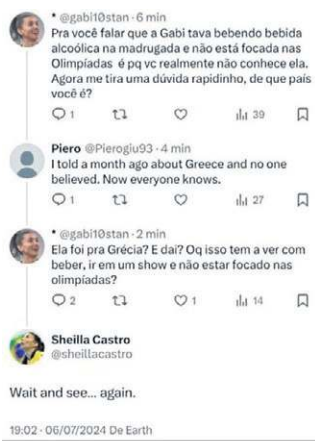 * @gabi10stan · 6 min
Pra você falar que a Gabi tava bebendo bebida
alcoólica na madrugada e não está focada nas
Olimpíadas é pq vc realmente não conhece ela.
Agora me tira uma dúvida rapidinho, de que país
você é?
1 39
Piero @Pierogiu93 · 4 min
I told a month ago about Greece and no one
believed. Now everyone knows.
1 27
* @gabi10stan · 2 min
Ela foi pra Grécia? E dai? Oq isso tem a ver com
beber, ir em um show e não estar focado nas
olimpíadas?
2 1 14
Sheilla Castro
@sheillacastro
Wait and see... again.
19:02 · 06/07/2024 De Earth